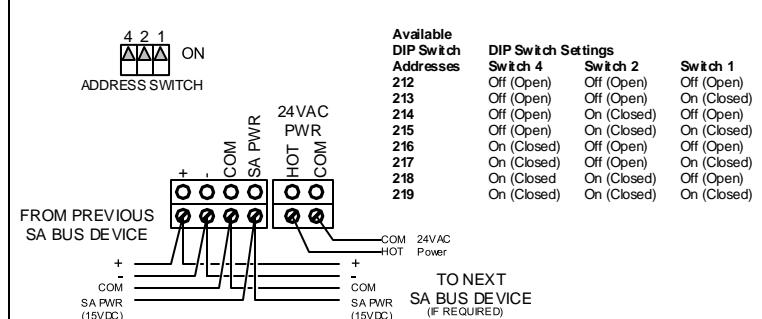 4 2 1
ON
ADDRESS SWITCH
Available
DIP Switch DIP Switch Settings
Addresses Switch 4 Switch 2 Switch 1
212 Off (Open) Off (Open) Off (Open)
213 Off (Open) Off (Open) On (Closed)
214 Off (Open) On (Closed) Off (Open)
215 Off (Open) On (Closed) On (Closed)
216 On (Closed) Off (Open) Off (Open)
217 On (Closed) Off (Open) On (Closed)
218 On (Closed On (Closed) Off (Open)
219 On (Closed) On (Closed) On (Closed)
24VAC
PWR
+ - COM SA PWR HOT COM
FROM PREVIOUS
SA BUS DEVICE
COM 24VAC
HOT Power
+ +
- -
COM COM
SA PWR SA PWR
(15VDC) (15VDC)
TO NEXT
SA BUS DEVICE
(IF REQUIRED)